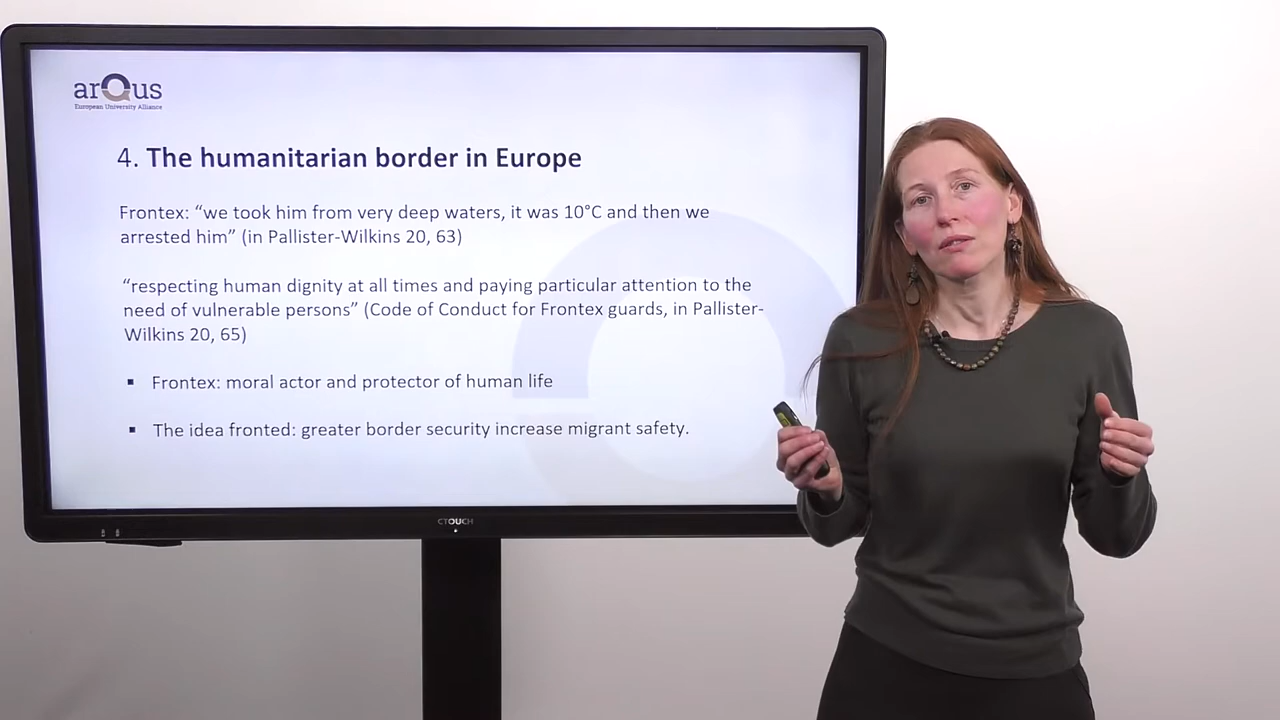 arQus
European University Alliance
4. The humanitarian border in Europe
Frontex: “we took him from very deep waters, it was 10°C and then we
arrested him” (in Pallister-Wilkins 20, 63)
“respecting human dignity at all times and paying particular attention to the
need of vulnerable persons” (Code of Conduct for Frontex guards, in Pallister-
Wilkins 20, 65)
▪ Frontex: moral actor and protector of human life
▪ The idea fronted: greater border security increase migrant safety.
CTOUCH